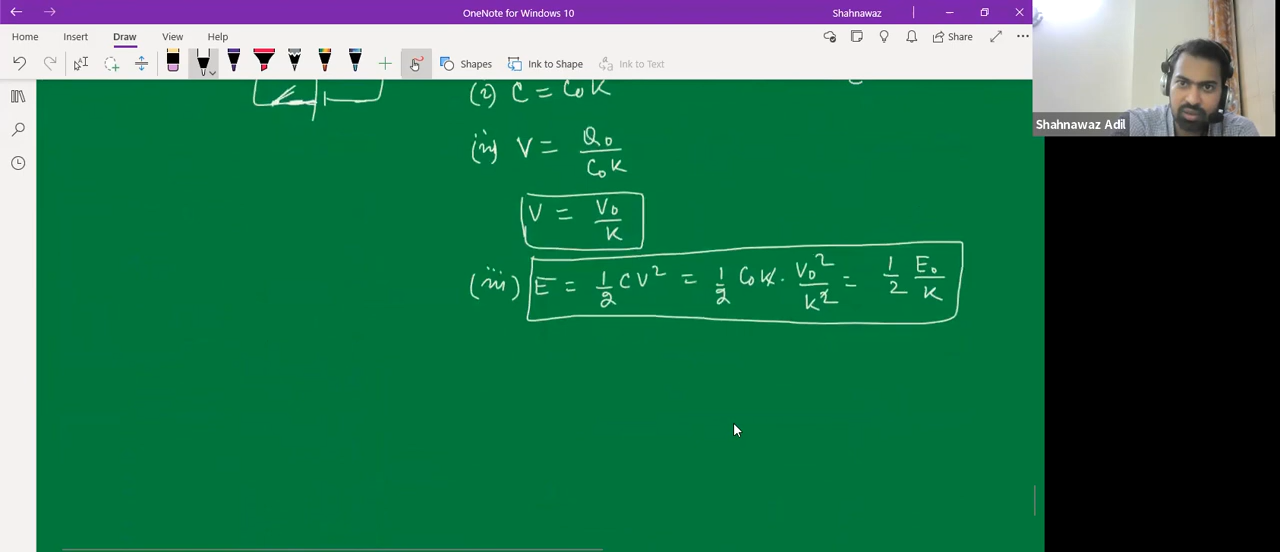 OneNote for Windows 10
Shahnawaz
Home Insert Draw View Help
Share
Shapes
Ink to Shape
Ink to Text
Shahnawaz Adil
(i) C = C₀K
(ii) V = Q₀/C₀K
V = V₀/K
(iii) E = 1/2 CV² = 1/2 C₀K · V₀²/K² = 1/2 E₀/K